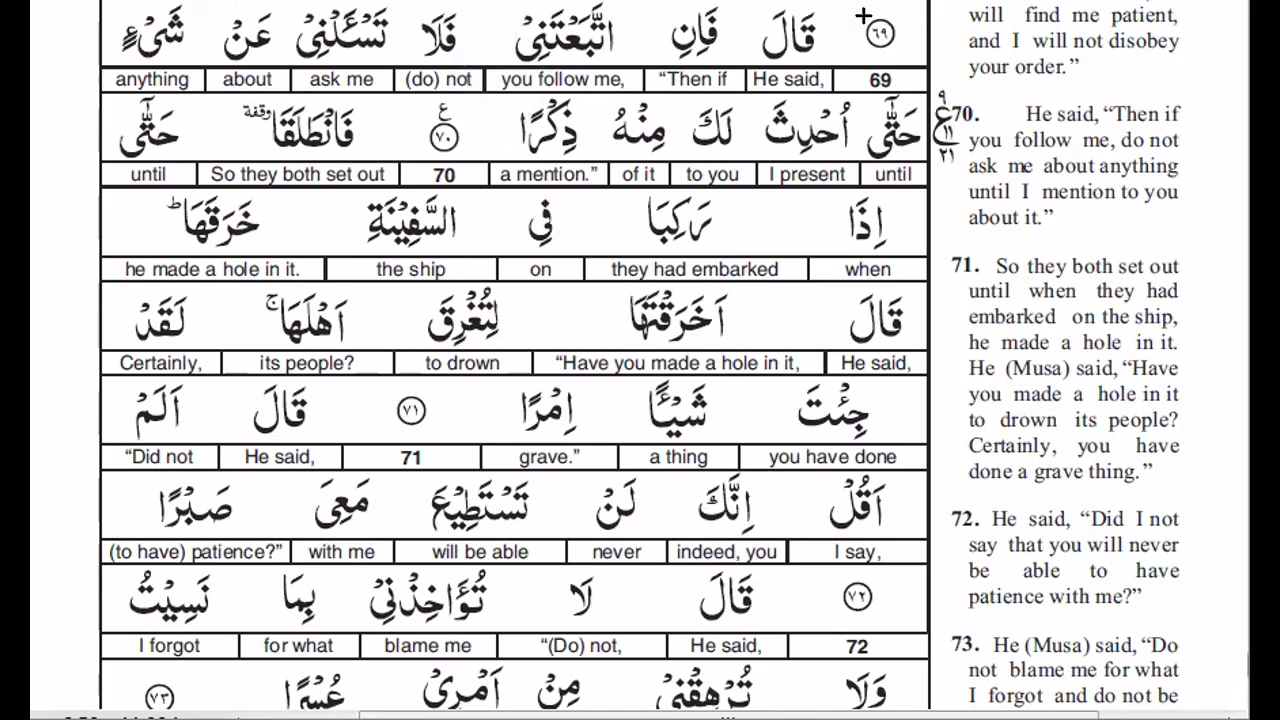 ٦٩ قَالَ فَاِنِ اتَّبَعْتَنِيْ فَلَا تَسْـَٔلْنِيْ عَنْ شَيْءٍ
anything about ask me (do) not you follow me, “Then if He said, 69
حَتّٰۤي اُحْدِثَ لَكَ مِنْهُ ذِكْرًا ٧٠ ع فَانْطَلَقَا وقفة حَتّٰۤي
until So they both set out 70 a mention.” of it to you I present until
اِذَا رَكِبَا فِي السَّفِيْنَةِ خَرَقَهَا ط
he made a hole in it. the ship on they had embarked when
قَالَ اَخَرَقْتَهَا لِتُغْرِقَ اَهْلَهَا ج لَقَدْ
Certainly, its people? to drown “Have you made a hole in it, He said,
جِئْتَ شَيْـًٔا اِمْرًا ٧١ قَالَ اَلَمْ
“Did not He said, 71 grave.” a thing you have done
اَقُلْ اِنَّكَ لَنْ تَسْتَطِيْعَ مَعِيَ صَبْرًا
(to have) patience?” with me will be able never indeed, you I say,
٧٢ قَالَ لَا تُؤَاخِذْنِيْ بِمَا نَسِيْتُ
I forgot for what blame me “(Do) not, He said, 72
وَلَا تُرْهِقْنِيْ مِنْ اَمْرِيْ عُسْرًا ٧٣
٩
ع
١١
٢١
will find me patient,
and I will not disobey
your order.”
70. He said, “Then if
you follow me, do not
ask me about anything
until I mention to you
about it.”
71. So they both set out
until when they had
embarked on the ship,
he made a hole in it.
He (Musa) said, “Have
you made a hole in it
to drown its people?
Certainly, you have
done a grave thing.”
72. He said, “Did I not
say that you will never
be able to have
patience with me?”
73. He (Musa) said, “Do
not blame me for what
I forgot and do not be